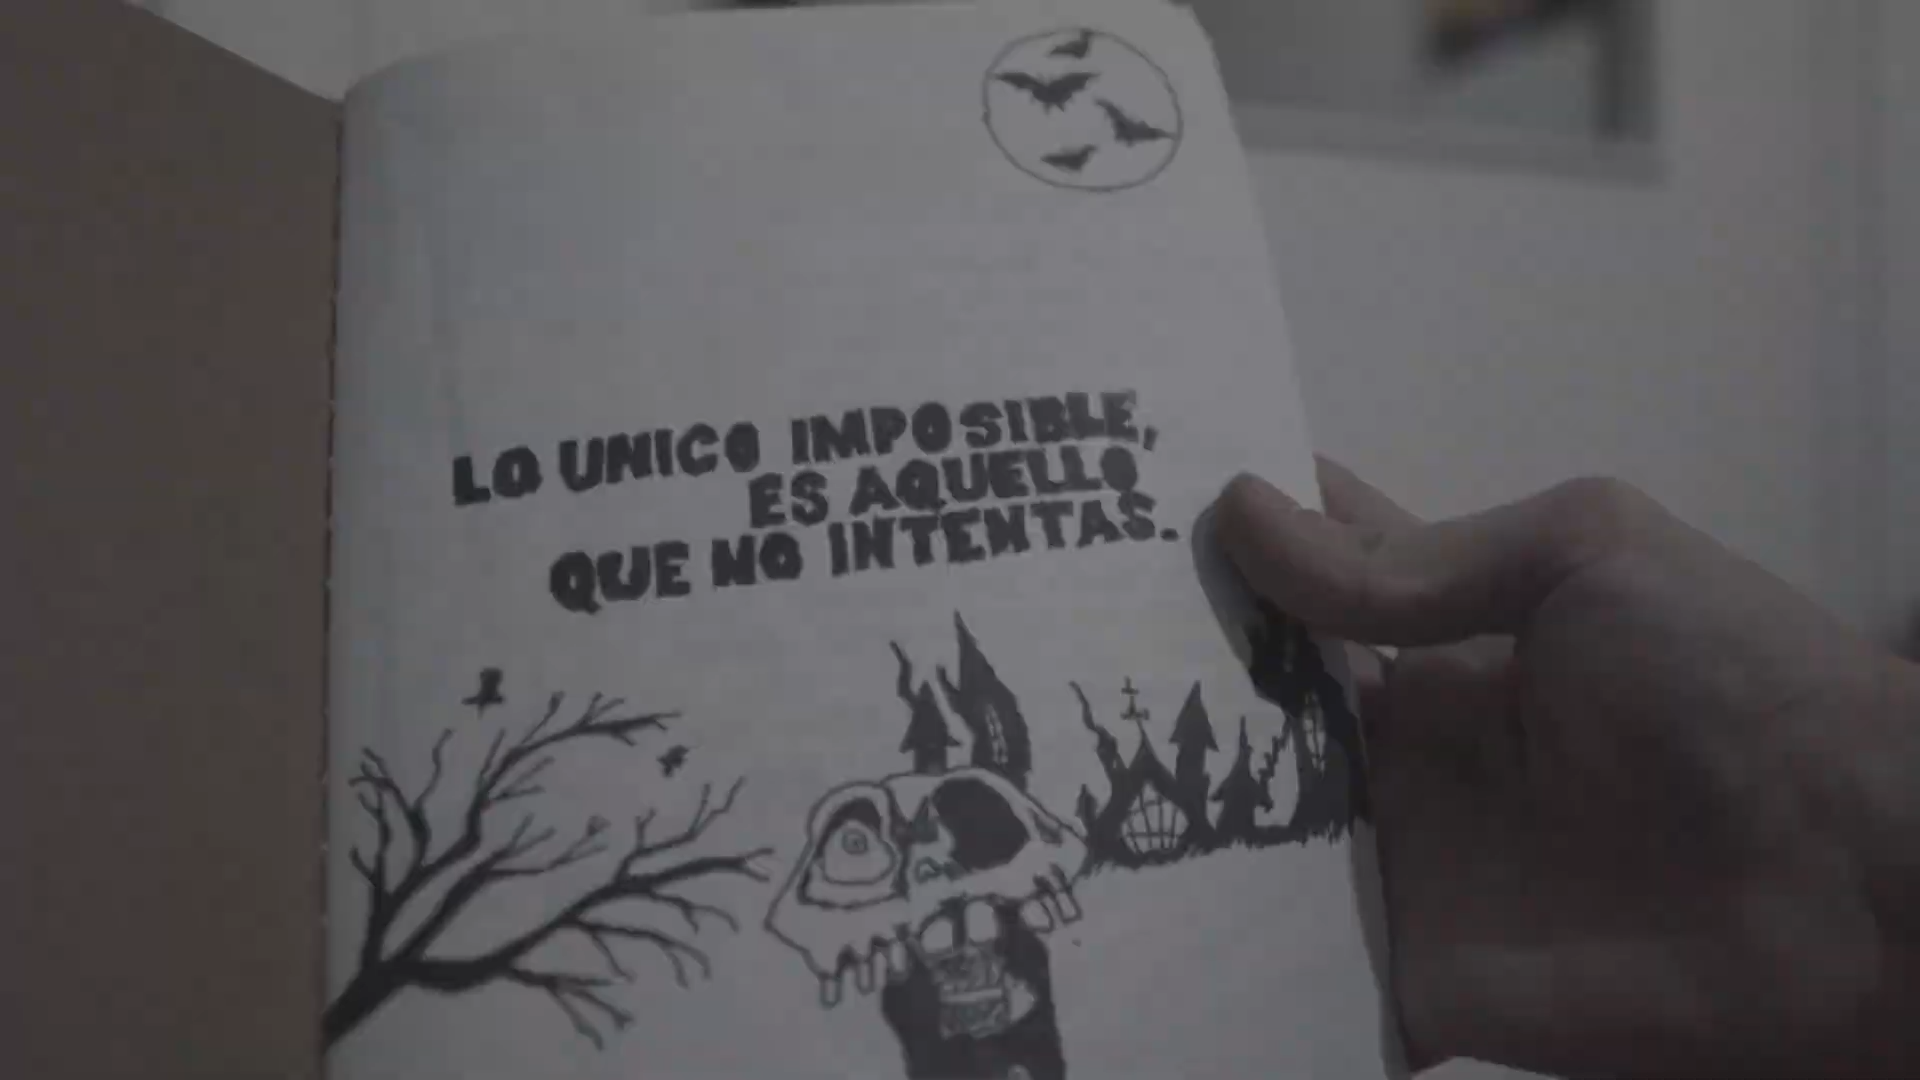 LO UNICO IMPOSIBLE,
ES AQUELLO
QUE NO INTENTAS.